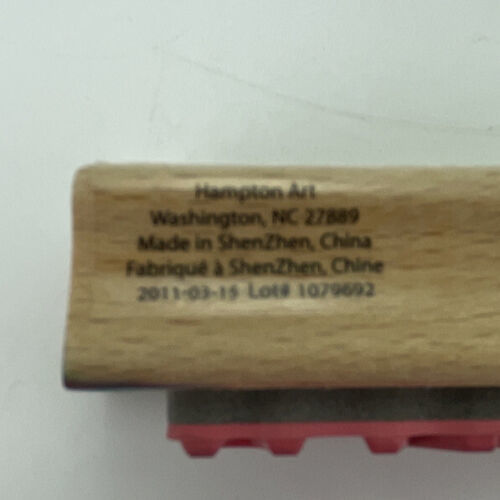 Hampton Art
Washington, NC 27889
Made in ShenZhen, China
Fabriqué à ShenZhen, Chine
2011-03-15 Lot# 1079692